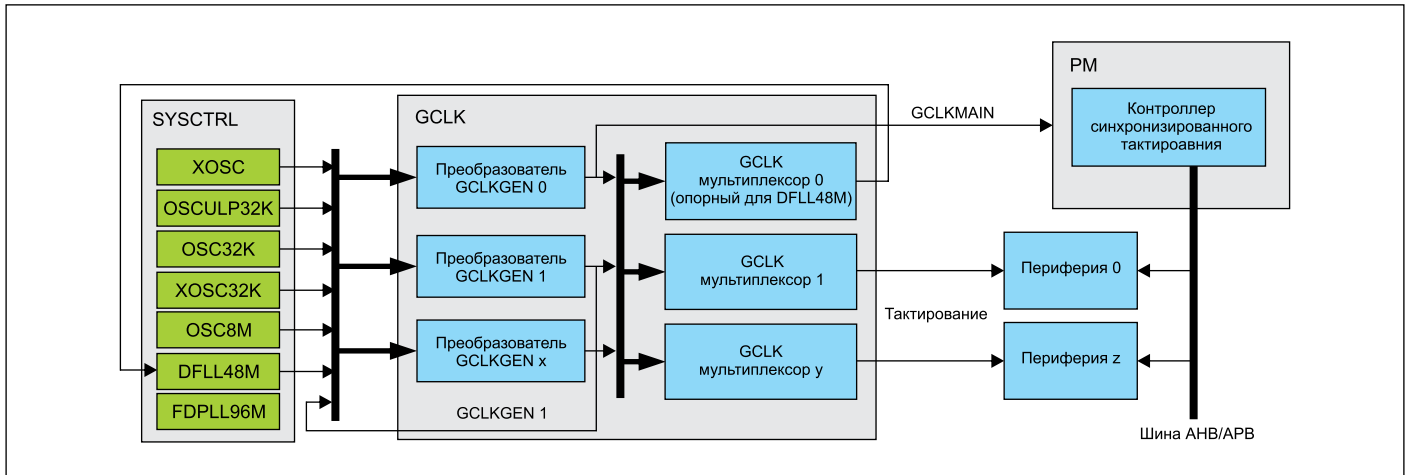 SYSCTRL
XOSC
OSCULP32K
OSC32K
XOSC32K
OSC8M
DFLL48M
FDPLL96M
GCLK
Преобразователь
GCLKGEN 0
Преобразователь
GCLKGEN 1
Преобразователь
GCLKGEN x
GCLKGEN 1
GCLK
мультиплексор 0
(опорный для DFLL48M)
GCLK
мультиплексор 1
GCLK
мультиплексор y
GCLKMAIN
PM
Контроллер
синхронизированного
тактироавния
Периферия 0
Тактирование
Периферия z
Шина AHB/APB